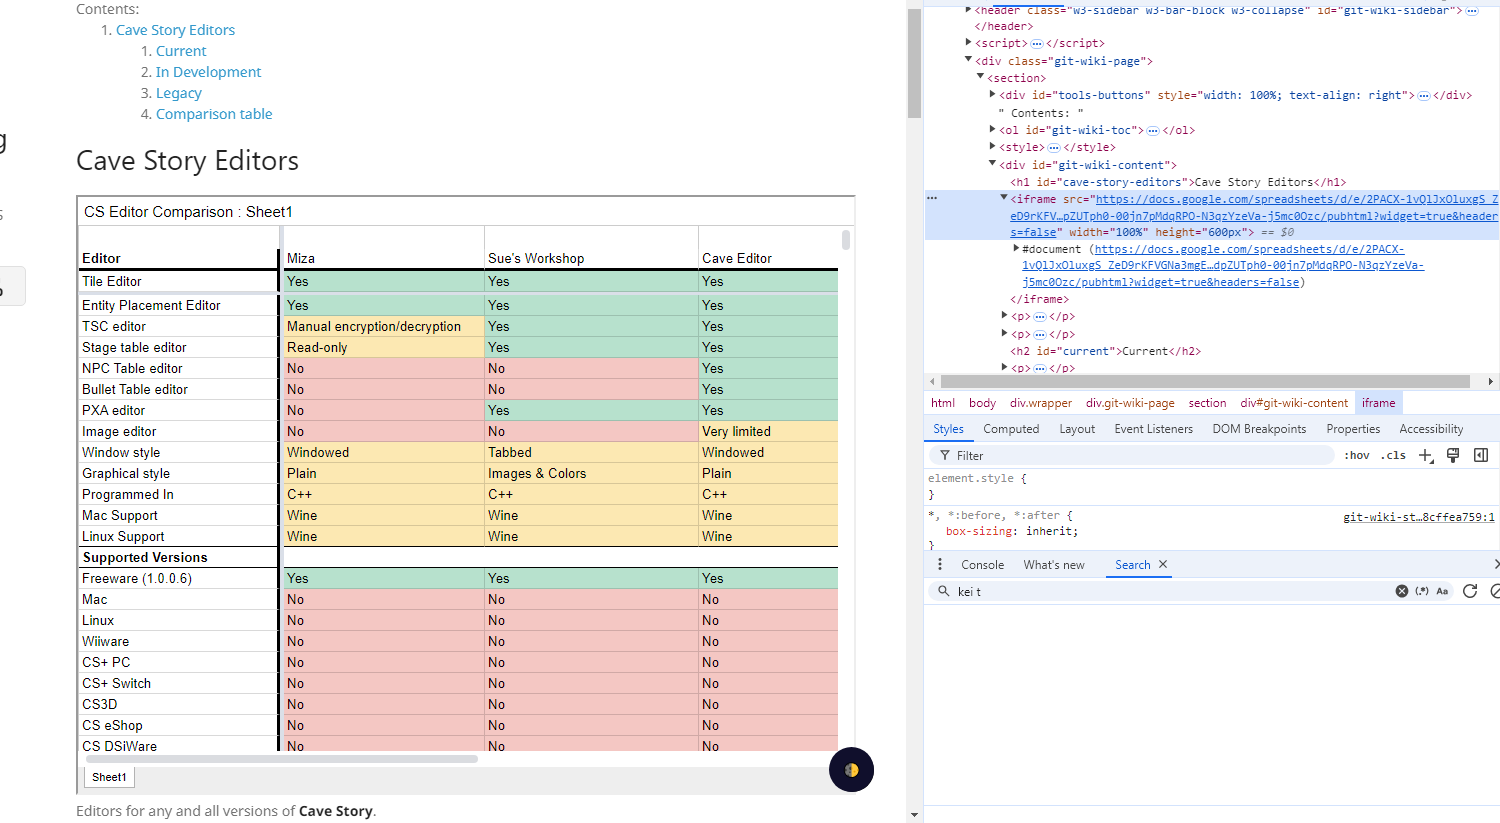 Contents:
1. Cave Story Editors
1. Current
2. In Development
3. Legacy
4. Comparison table
Cave Story Editors
CS Editor Comparison : Sheet1
Editor Miza Sue's Workshop Cave Editor
Tile Editor Yes Yes Yes
Entity Placement Editor Yes Yes Yes
TSC editor Manual encryption/decryption Yes Yes
Stage table editor Read-only Yes Yes
NPC Table editor No No Yes
Bullet Table editor No No Yes
PXA editor No Yes Yes
Image editor No No Very limited
Window style Windowed Tabbed Windowed
Graphical style Plain Images & Colors Plain
Programmed In C++ C++ C++
Mac Support Wine Wine Wine
Linux Support Wine Wine Wine
Supported Versions
Freeware (1.0.0.6) Yes Yes Yes
Mac No No No
Linux No No No
Wiiware No No No
CS+ PC No No No
CS+ Switch No No No
CS3D No No No
CS eShop No No No
CS DSiWare No No No
Sheet1
Editors for any and all versions of Cave Story.
<header class="w3-sidebar w3-bar-block w3-collapse" id="git-wiki-sidebar">
</header>
<script> </script>
<div class="git-wiki-page">
<section>
<div id="tools-buttons" style="width: 100%; text-align: right"> </div>
" Contents: "
<ol id="git-wiki-toc"> </ol>
<style> </style>
<div id="git-wiki-content">
<h1 id="cave-story-editors">Cave Story Editors</h1>
<iframe src="https://docs.google.com/spreadsheets/d/e/2PACX-1vQlJxOluxgS_Z
eD9rKFV…pZUTph0-00jn7pMdqRPO-N3qzYzeVa-j5mc0Ozc/pubhtml?widget=true&header
s=false" width="100%" height="600px"> == $0
#document (https://docs.google.com/spreadsheets/d/e/2PACX-
1vQlJxOluxgS_ZeD9rKFVGNa3mgE…dpZUTph0-00jn7pMdqRPO-N3qzYzeVa-
j5mc0Ozc/pubhtml?widget=true&headers=false)
</iframe>
<p> </p>
<p> </p>
<h2 id="current">Current</h2>
<p> </p>
html body div.wrapper div.git-wiki-page section div#git-wiki-content iframe
Styles Computed Layout Event Listeners DOM Breakpoints Properties Accessibility
Filter :hov .cls
element.style {
}
*, *:before, *:after { git-wiki-st…8cffea759:1
box-sizing: inherit;
}
Console What's new Search
kei t (.*) Aa